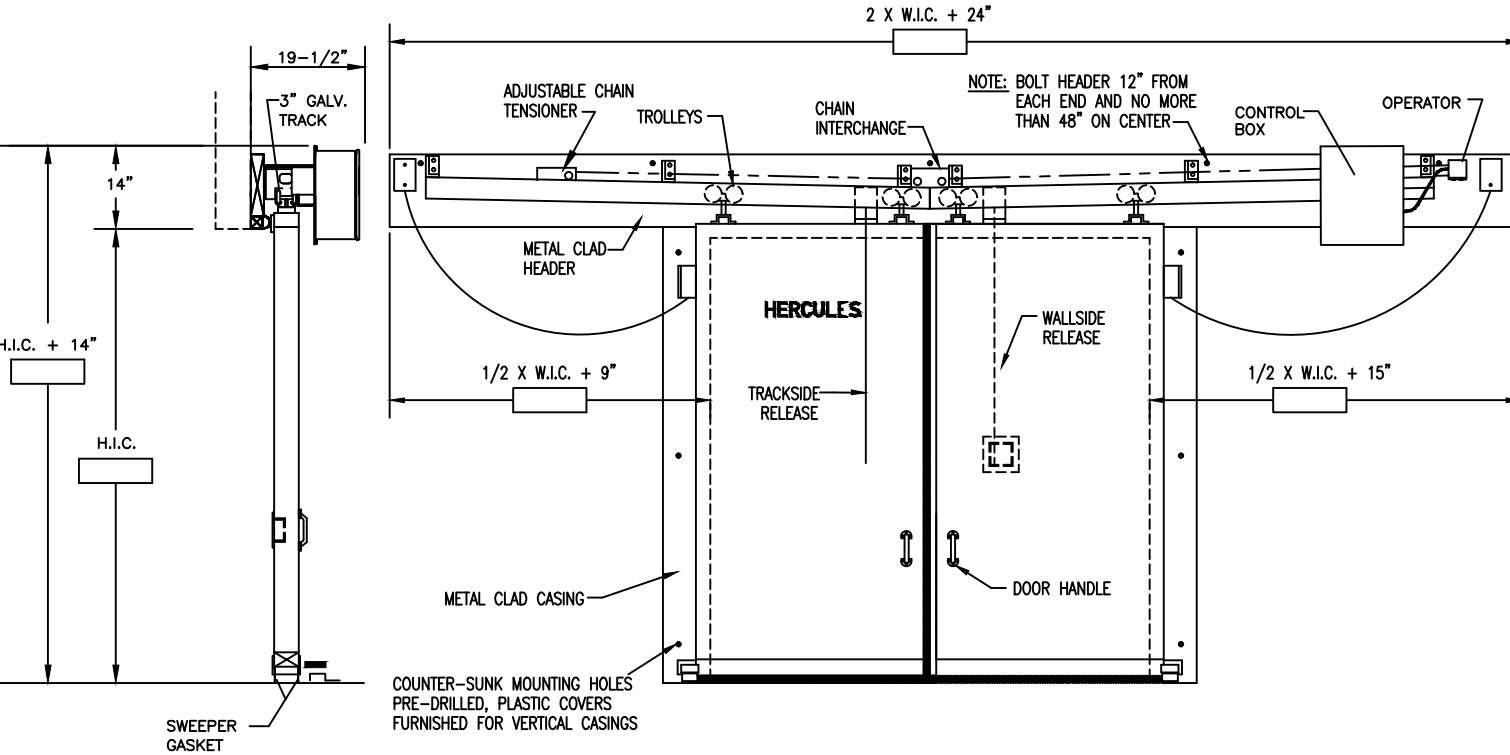 2 X W.I.C. + 24"
19-1/2"
3" GALV.
TRACK
ADJUSTABLE CHAIN
TENSIONER
TROLLEYS
CHAIN
INTERCHANGE
NOTE: BOLT HEADER 12" FROM
EACH END AND NO MORE
THAN 48" ON CENTER
CONTROL
BOX
OPERATOR
14"
METAL CLAD
HEADER
HERCULES
WALLSIDE
RELEASE
H.I.C. + 14"
1/2 X W.I.C. + 9"
TRACKSIDE
RELEASE
1/2 X W.I.C. + 15"
H.I.C.
METAL CLAD CASING
DOOR HANDLE
COUNTER-SUNK MOUNTING HOLES
PRE-DRILLED, PLASTIC COVERS
FURNISHED FOR VERTICAL CASINGS
SWEEPER
GASKET